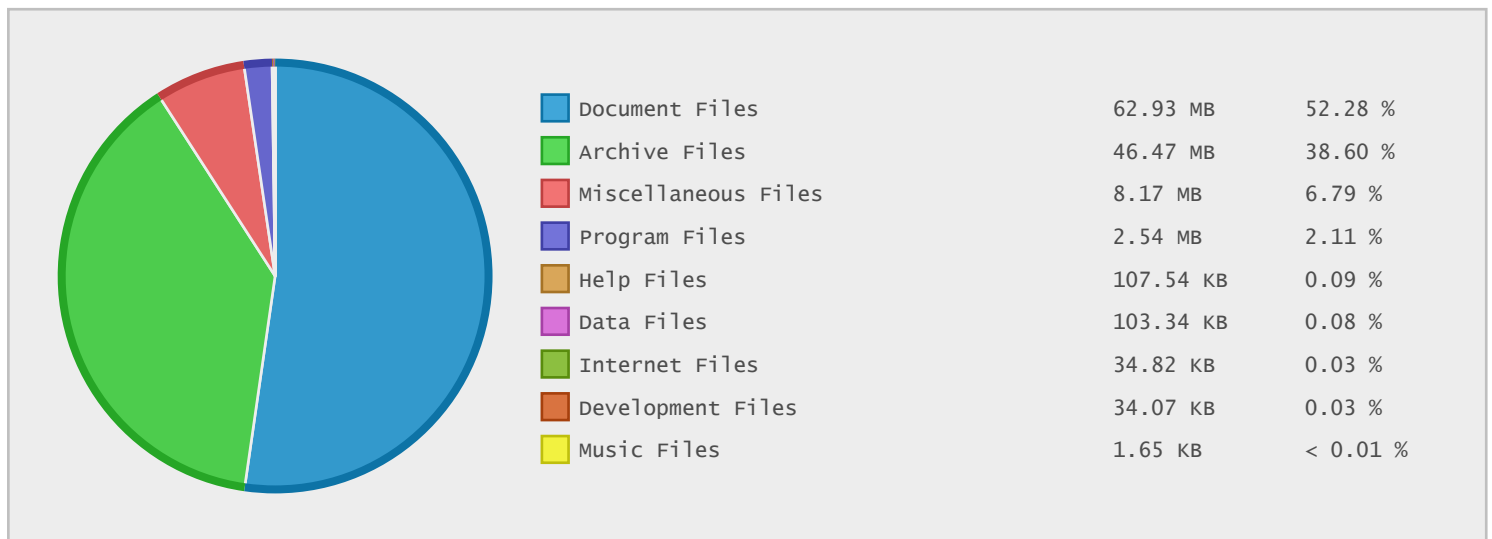 Document Files 62.93 MB 52.28 %
Archive Files 46.47 MB 38.60 %
Miscellaneous Files 8.17 MB 6.79 %
Program Files 2.54 MB 2.11 %
Help Files 107.54 KB 0.09 %
Data Files 103.34 KB 0.08 %
Internet Files 34.82 KB 0.03 %
Development Files 34.07 KB 0.03 %
Music Files 1.65 KB < 0.01 %